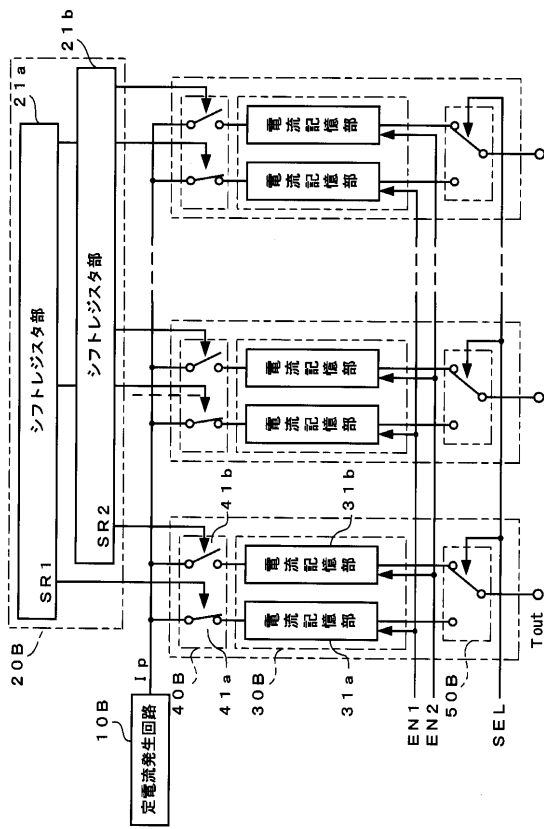 20B
21a
シフトレジスタ部
SR1
21b
シフトレジスタ部
SR2
10B
定電流発生回路
Ip
40B
41a
41b
30B
31a
31b
電流記憶部
電流記憶部
電流記憶部
電流記憶部
電流記憶部
電流記憶部
EN1
EN2
50B
SEL
Tout